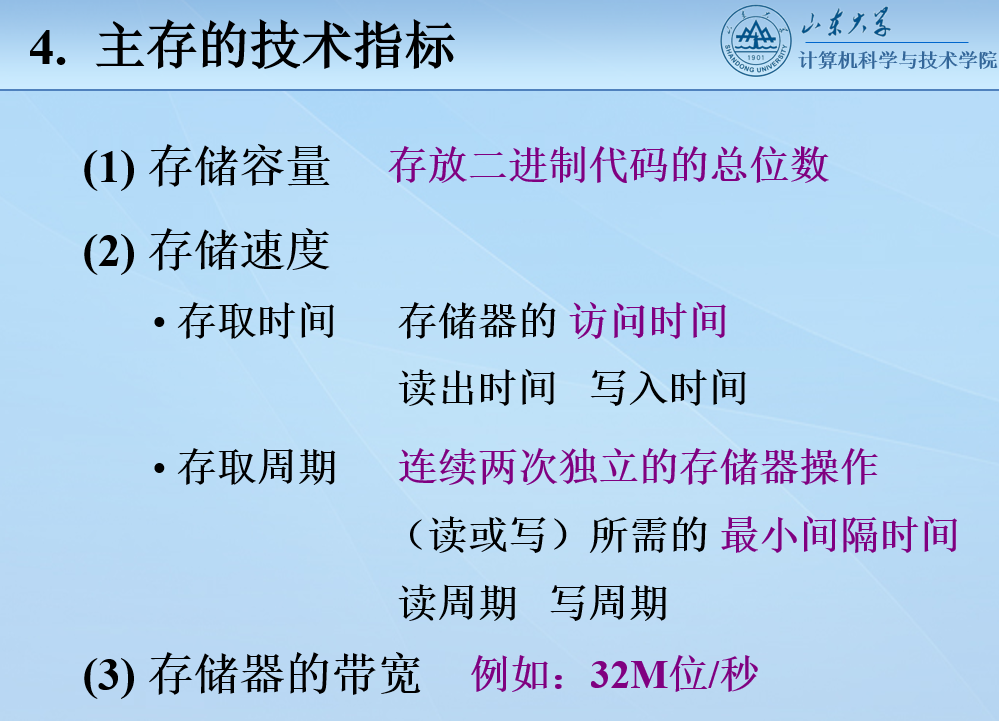 4. 主存的技术指标
山东大学
计算机科学与技术学院
SHANDONG UNIVERSITY
1901
(1) 存储容量 存放二进制代码的总位数
(2) 存储速度
• 存取时间 存储器的 访问时间
读出时间 写入时间
• 存取周期 连续两次独立的存储器操作
（读或写）所需的 最小间隔时间
读周期 写周期
(3) 存储器的带宽 例如：32M位/秒